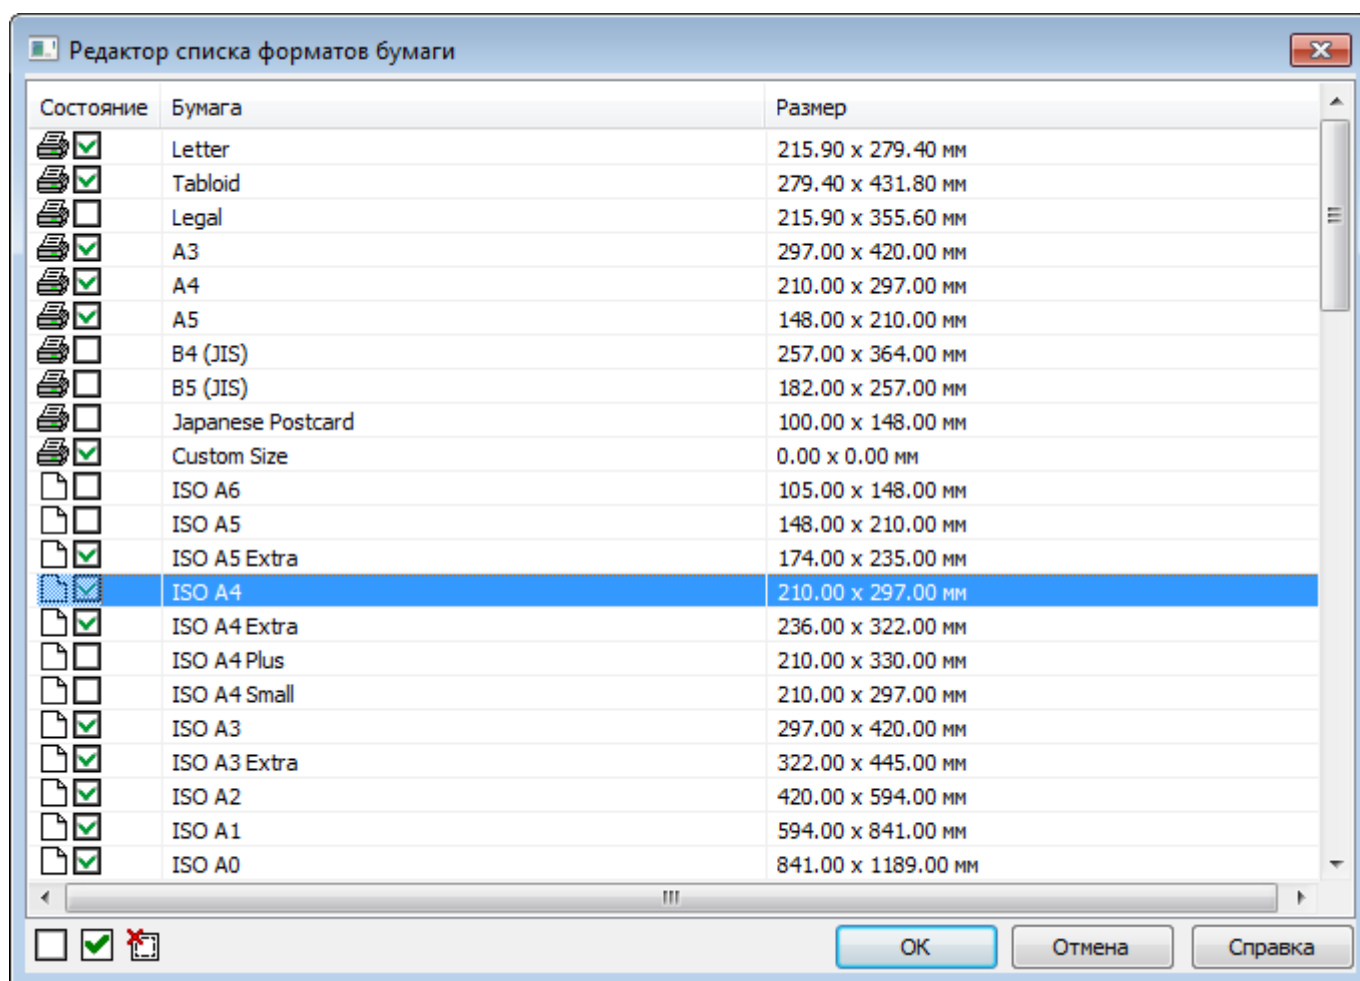 Редактор списка форматов бумаги
Состояние Бумага Размер
Letter 215.90 x 279.40 мм
Tabloid 279.40 x 431.80 мм
Legal 215.90 x 355.60 мм
A3 297.00 x 420.00 мм
A4 210.00 x 297.00 мм
A5 148.00 x 210.00 мм
B4 (JIS) 257.00 x 364.00 мм
B5 (JIS) 182.00 x 257.00 мм
Japanese Postcard 100.00 x 148.00 мм
Custom Size 0.00 x 0.00 мм
ISO A6 105.00 x 148.00 мм
ISO A5 148.00 x 210.00 мм
ISO A5 Extra 174.00 x 235.00 мм
ISO A4 210.00 x 297.00 мм
ISO A4 Extra 236.00 x 322.00 мм
ISO A4 Plus 210.00 x 330.00 мм
ISO A4 Small 210.00 x 297.00 мм
ISO A3 297.00 x 420.00 мм
ISO A3 Extra 322.00 x 445.00 мм
ISO A2 420.00 x 594.00 мм
ISO A1 594.00 x 841.00 мм
ISO A0 841.00 x 1189.00 мм
OK Отмена Справка